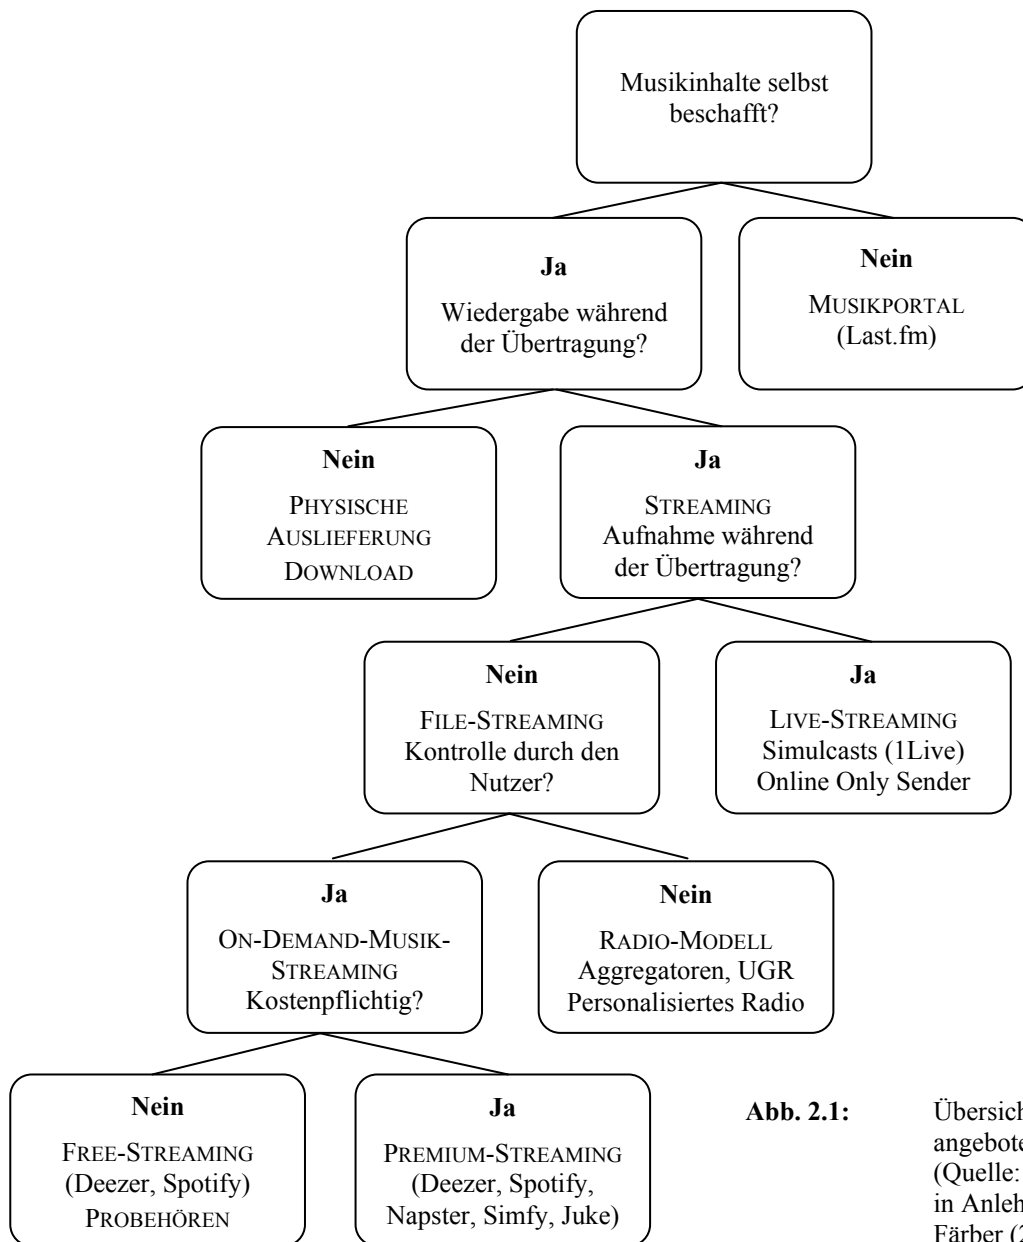 Musikinhalte selbst
beschafft?
Ja
Wiedergabe während
der Übertragung?
Nein
MUSIKPORTAL
(Last.fm)
Nein
PHYSISCHE
AUSLIEFERUNG
DOWNLOAD
Ja
STREAMING
Aufnahme während
der Übertragung?
Nein
FILE-STREAMING
Kontrolle durch den
Nutzer?
Ja
LIVE-STREAMING
Simulcasts (1Live)
Online Only Sender
Ja
ON-DEMAND-MUSIK-
STREAMING
Kostenpflichtig?
Nein
RADIO-MODELL
Aggregatoren, UGR
Personalisiertes Radio
Nein
FREE-STREAMING
(Deezer, Spotify)
PROBEHÖREN
Ja
PREMIUM-STREAMING
(Deezer, Spotify,
Napster, Simfy, Juke)
Abb. 2.1:
(Quelle:
in
Färber